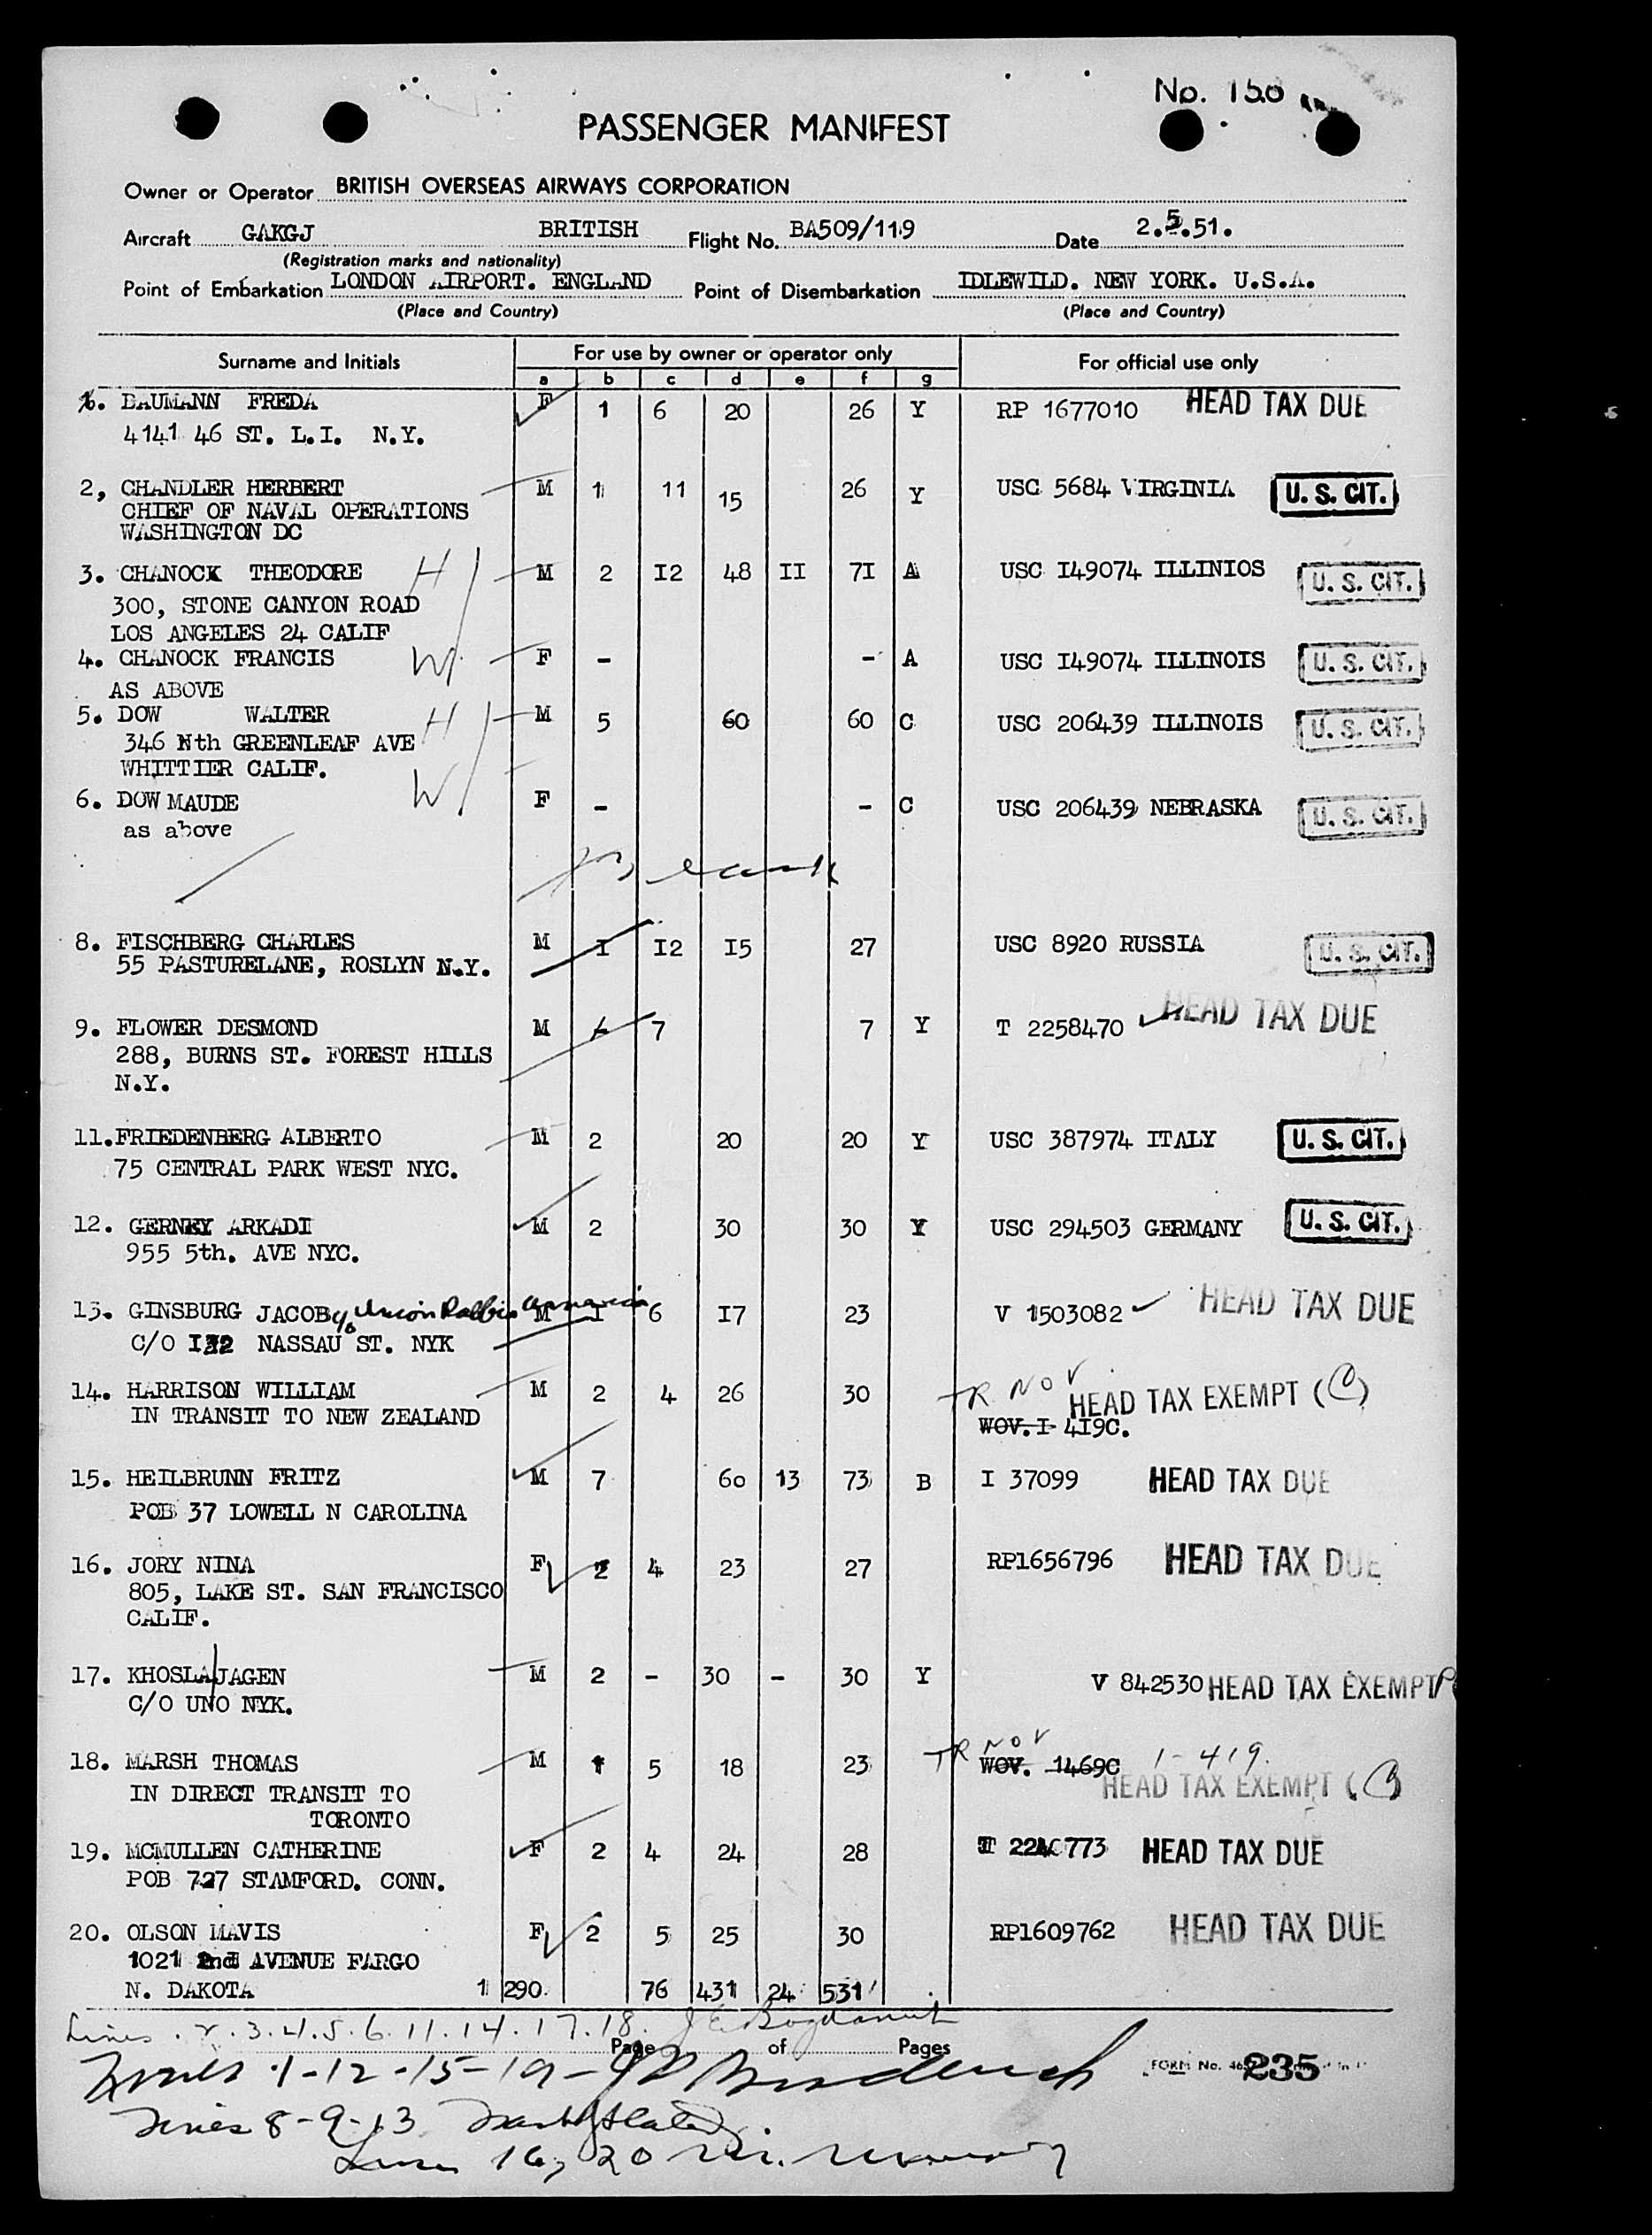 No. 150
PASSENGER MANIFEST
Owner or Operator BRITISH OVERSEAS AIRWAYS CORPORATION
Aircraft GAKGJ BRITISH Flight No. BA509/119 Date 2.5.51.
(Registration marks and nationality)
Point of Embarkation LONDON AIRPORT. ENGLAND Point of Disembarkation IDLEWILD. NEW YORK. U.S.A.
(Place and Country) (Place and Country)
Surname and Initials For use by owner or operator only For official use only
a b c d e f g
1. BAUMANN FREDA F 1 6 20 26 Y RP 1677010 HEAD TAX DUE
4141 46 ST. L.I. N.Y.
2, CHANDLER HERBERT M 1 11 15 26 Y USC 5684 VIRGINIA U. S. CIT.
CHIEF OF NAVAL OPERATIONS
WASHINGTON DC
3. CHANOCK THEODORE H M 2 I2 48 II 7I A USC I49074 ILLINIOS U. S. CIT.
300, STONE CANYON ROAD
LOS ANGELES 24 CALIF
4. CHANOCK FRANCIS W F - - A USC I49074 ILLINOIS U. S. CIT.
AS ABOVE
5. DOW WALTER H M 5 60 60 C USC 206439 ILLINOIS U. S. CIT.
346 Nth GREENLEAF AVE
WHITTIER CALIF.
6. DOW MAUDE W F - - C USC 206439 NEBRASKA U. S. CIT.
as above
Blank
8. FISCHBERG CHARLES M I I2 I5 27 USC 8920 RUSSIA U. S. CIT.
55 PASTURELANE, ROSLYN N.Y.
9. FLOWER DESMOND M 7 7 Y T 2258470 HEAD TAX DUE
288, BURNS ST. FOREST HILLS
N.Y.
11.FRIEDENBERG ALBERTO M 2 20 20 Y USC 387974 ITALY U. S. CIT.
75 CENTRAL PARK WEST NYC.
12. GERNEY ARKADI M 2 30 30 Y USC 294503 GERMANY U. S. CIT.
955 5th. AVE NYC.
13. GINSBURG JACOB c/o Union Rabbis M I 6 I7 23 V 1503082 HEAD TAX DUE
C/O NASSAU ST. NYK
14. HARRISON WILLIAM M 2 4 26 30 TR NOV HEAD TAX EXEMPT (C)
IN TRANSIT TO NEW ZEALAND WOV.I 4I9C.
15. HEILBRUNN FRITZ M 7 60 13 73 B I 37099 HEAD TAX DUE
POB 37 LOWELL N CAROLINA
16. JORY NINA F 2 4 23 27 RP1656796 HEAD TAX DUE
805, LAKE ST. SAN FRANCISCO
CALIF.
17. KHOSLA/JAGEN M 2 - 30 - 30 Y V 842530 HEAD TAX EXEMPT
C/O UNO NYK.
18. MARSH THOMAS M 1 5 18 23 TR NOV WOV. 1469C 1-419.
IN DIRECT TRANSIT TO HEAD TAX EXEMPT (C)
TORONTO
19. MCMULLEN CATHERINE F 2 4 24 28 T 773 HEAD TAX DUE
POB 727 STAMFORD. CONN.
20. OLSON MAVIS F 2 5 25 30 RP1609762 HEAD TAX DUE
1021 2nd AVENUE FARGO
N. DAKOTA 1 290 76 431 24 531
Lines . 2 . 3 . 4 . 5 . 6 . 11 . 14 . 17 . 18.
Page of Pages
FORM No. 235
Lines 1-12-15-19-
Lines 8-9-13
Lines 16, 20